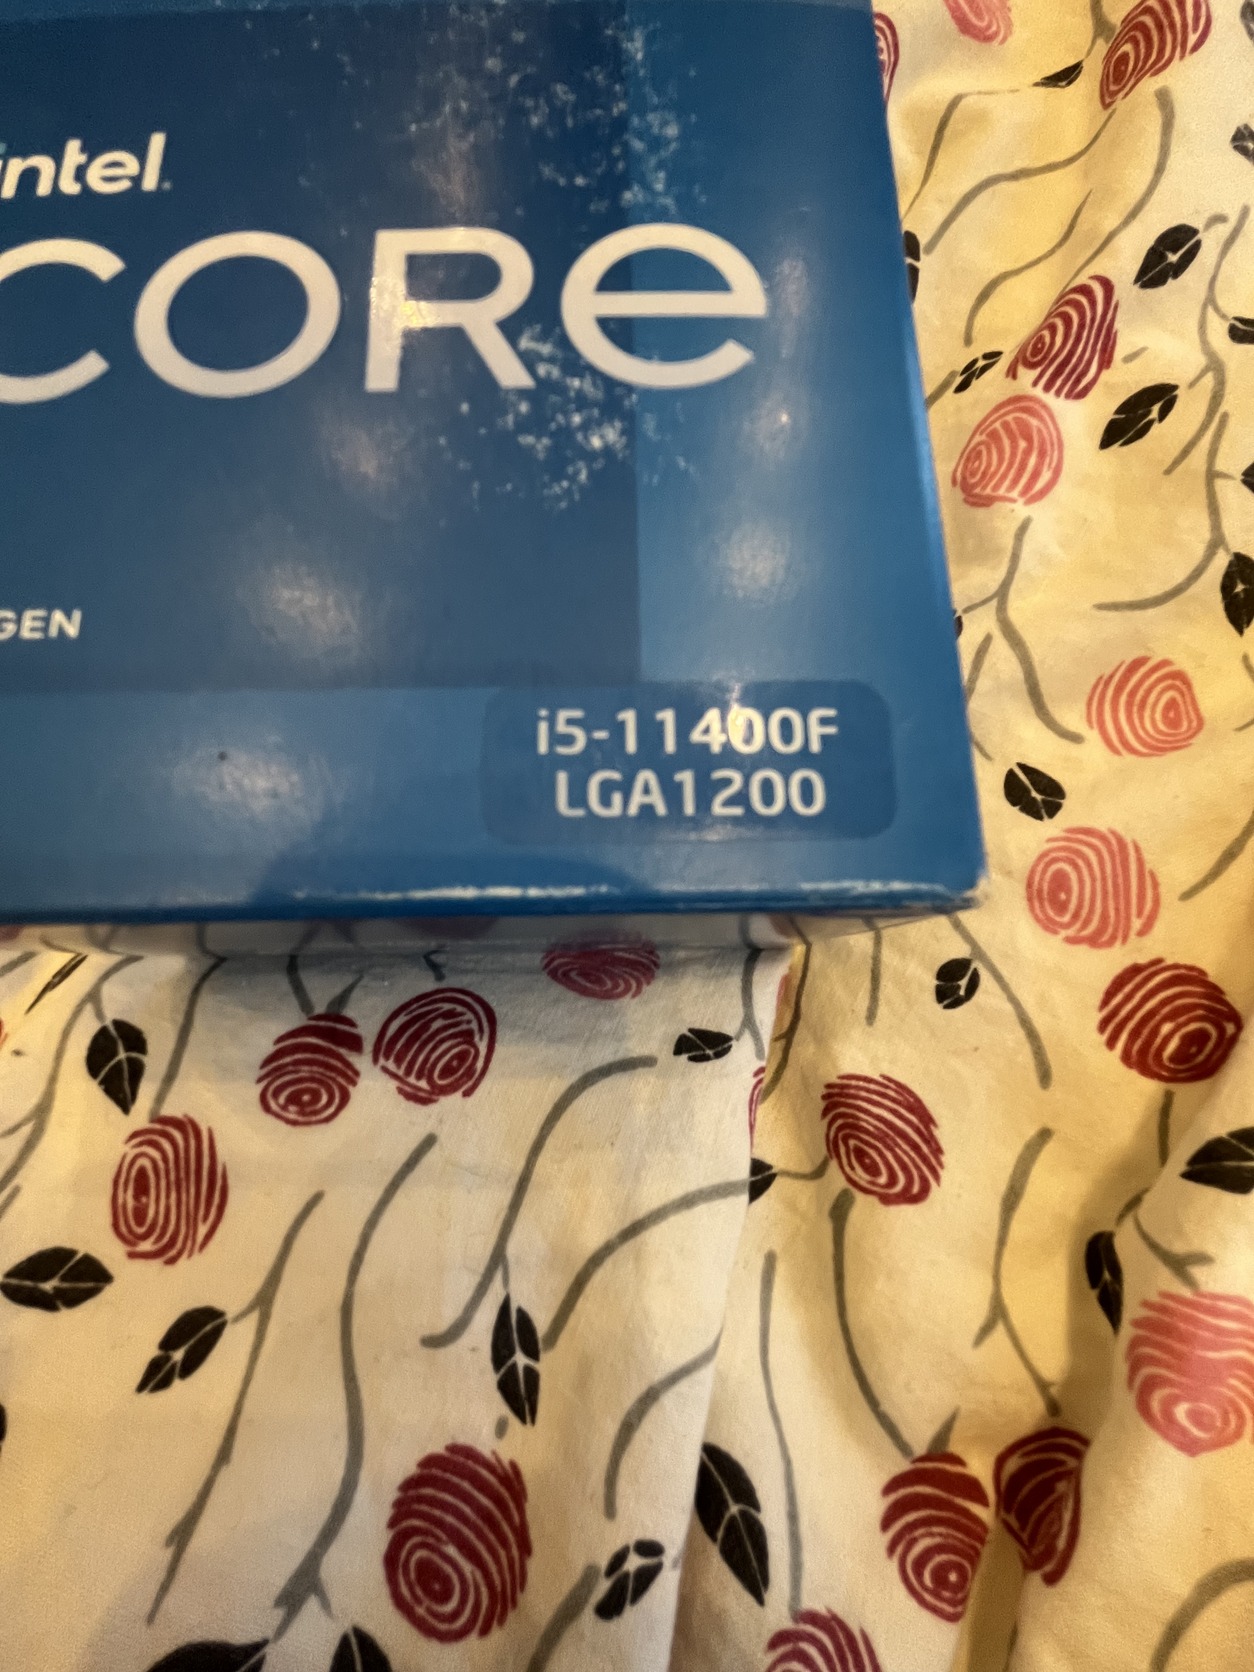 intel.
CORE
GEN
i5-11400F
LGA1200